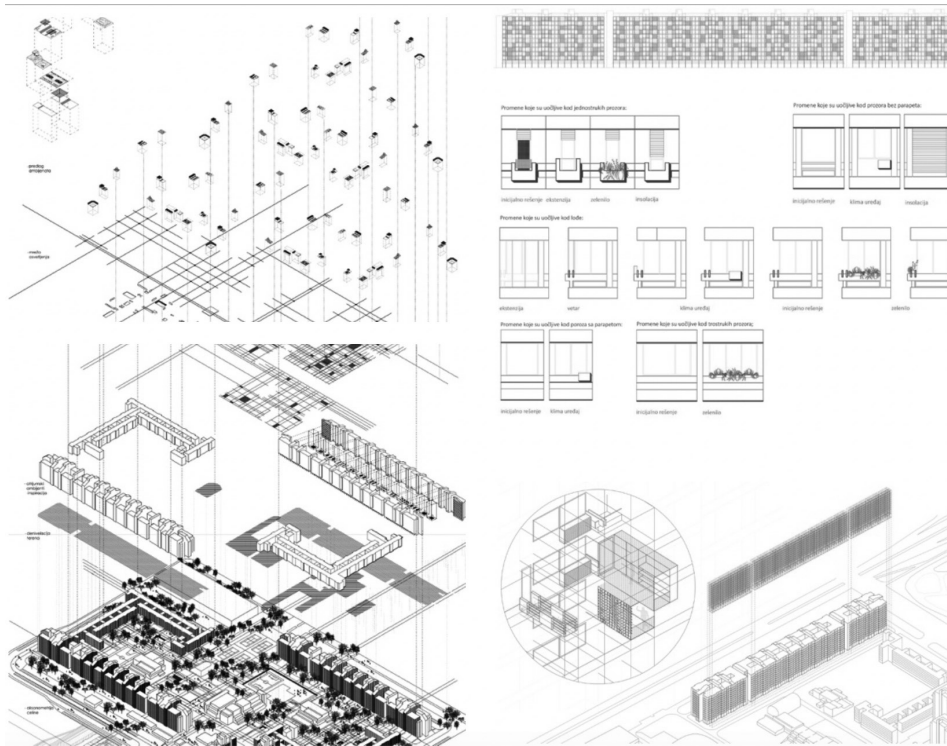 Promene koje su uočljive kod jednostrukih prozora:
Promene koje su uočljive kod prozora bez parapeta:
inicijalno rešenje ekstenzija zelenilo insolacija
inicijalno rešenje klima uređaj insolacija
Promene koje su uočljive kod lođe:
ekstenzija vetar klima uređaj inicijalno rešenje zelenilo
Promene koje su uočljive kod poroza sa parapetom:
Promene koje su uočljive kod trostrukih prozora;
inicijalno rešenje klima uređaj
inicijalno rešenje zelenilo